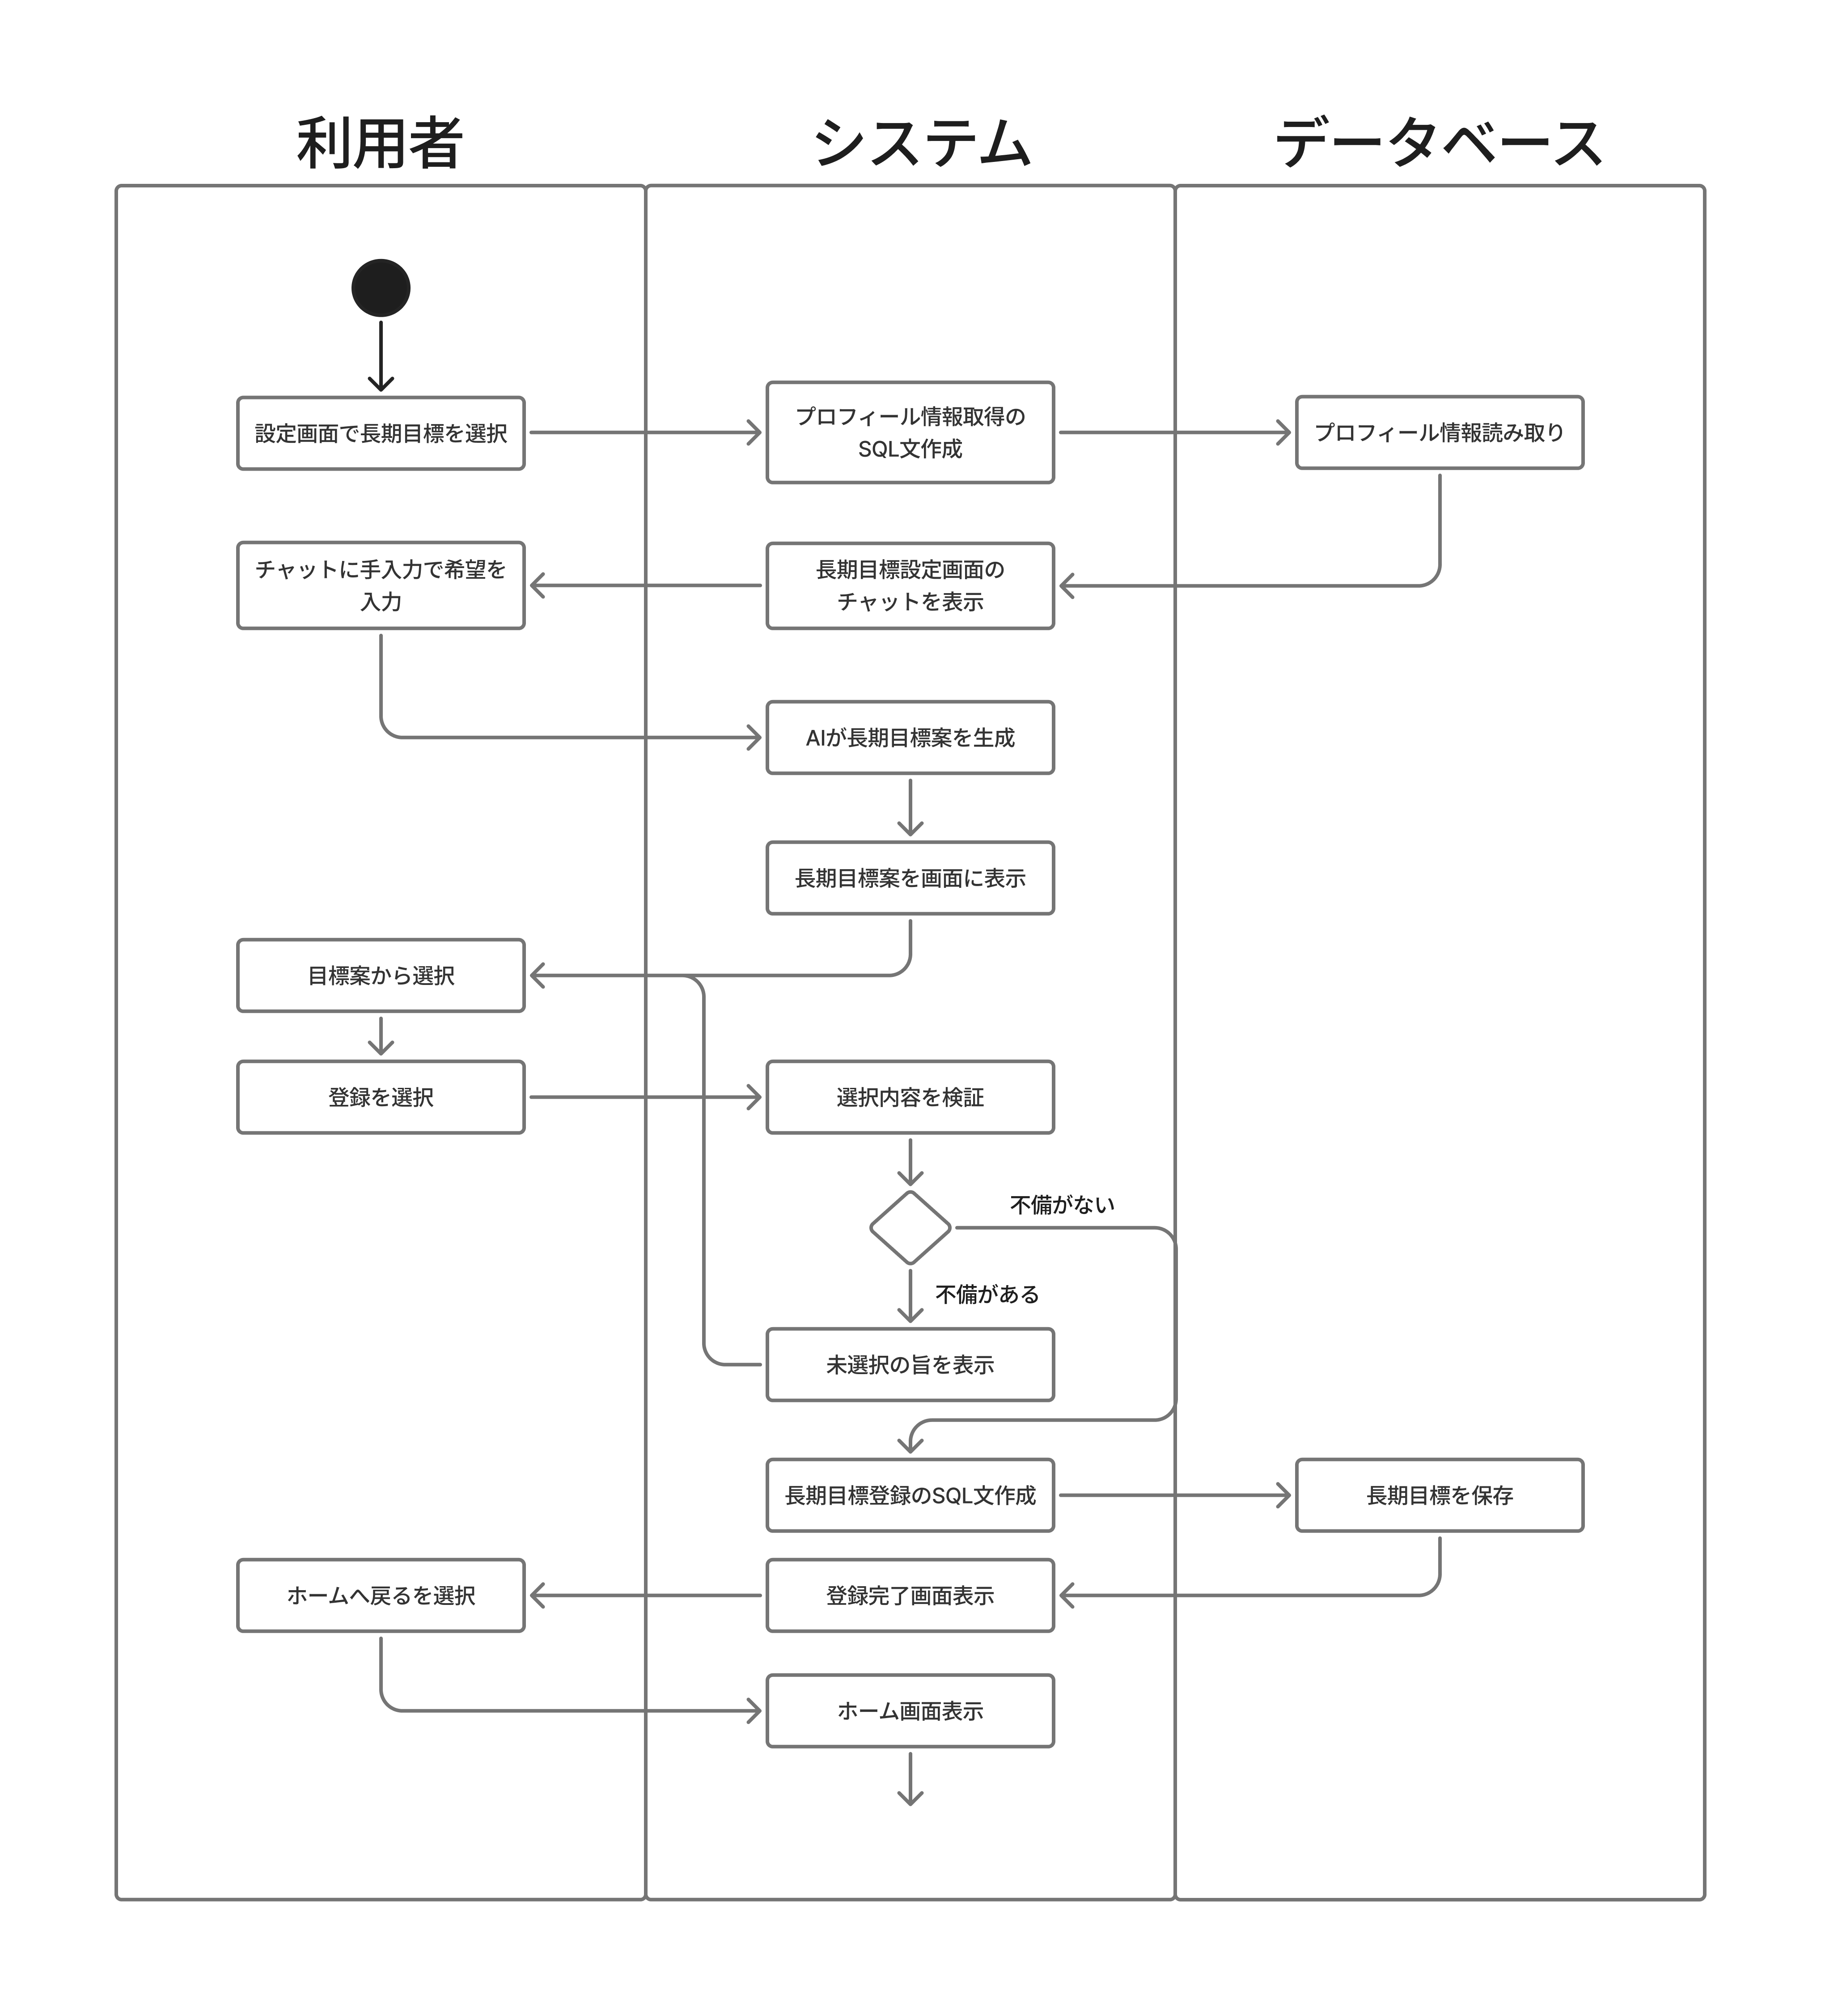 利用者
システム
データベース
設定画面で長期目標を選択
プロフィール情報取得の
SQL文作成
プロフィール情報読み取り
チャットに手入力で希望を
入力
長期目標設定画面の
チャットを表示
AIが長期目標案を生成
長期目標案を画面に表示
目標案から選択
登録を選択
選択内容を検証
不備がない
不備がある
未選択の旨を表示
長期目標登録のSQL文作成
長期目標を保存
ホームへ戻るを選択
登録完了画面表示
ホーム画面表示